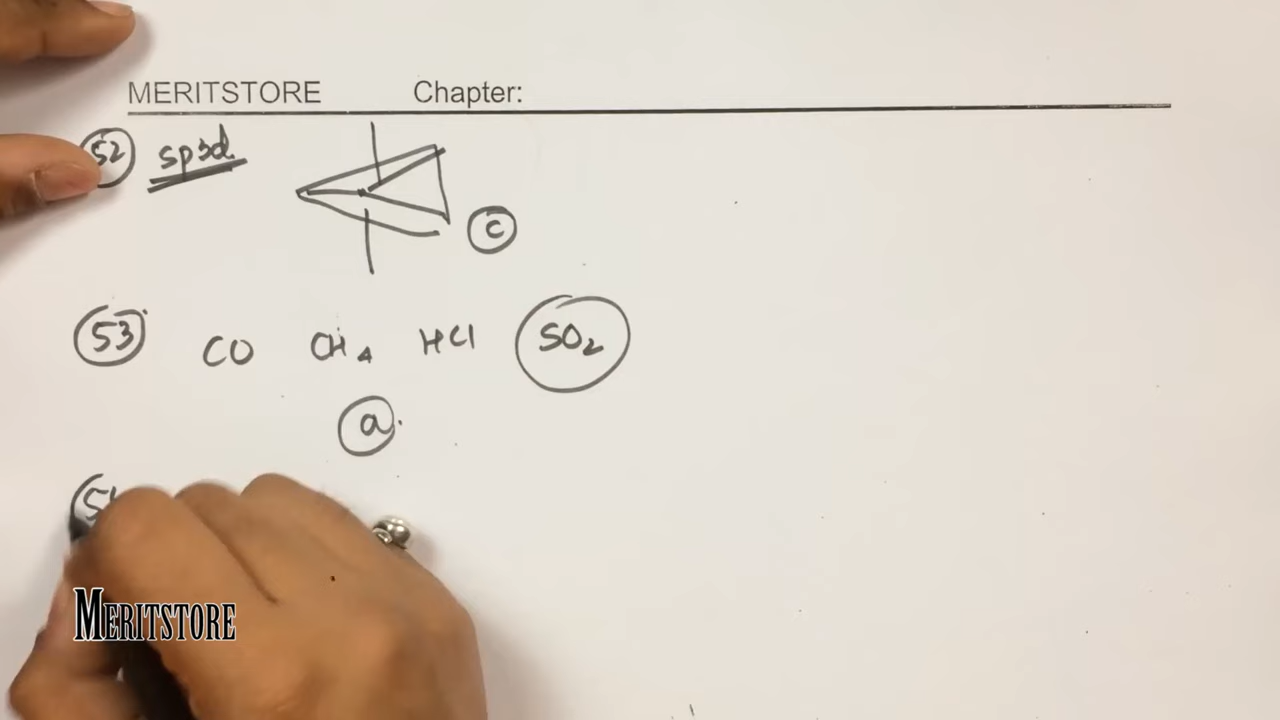 MERITSTORE Chapter:
52 sp3d
C
53 CO CH4 HCl SO2
a.
MERITSTORE